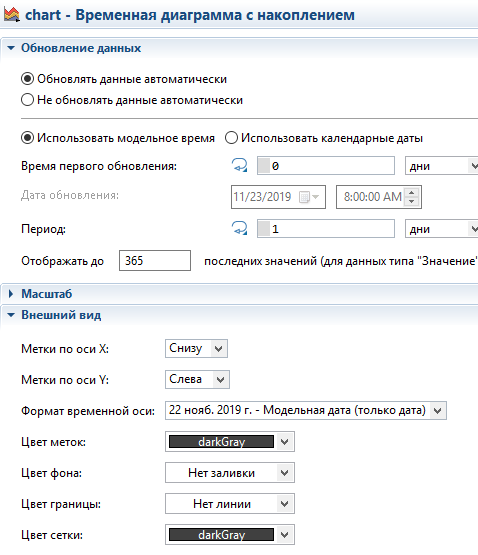 chart - Временная диаграмма с накоплением
Обновление данных
Обновлять данные автоматически
Не обновлять данные автоматически
Использовать модельное время Использовать календарные даты
Время первого обновления: 0 дни
Дата обновления: 11/23/2019 8:00:00 AM
Период: 1 дни
Отображать до 365 последних значений (для данных типа "Значение"
Масштаб
Внешний вид
Метки по оси X: Снизу
Метки по оси Y: Слева
Формат временной оси: 22 нояб. 2019 г. - Модельная дата (только дата)
Цвет меток: darkGray
Цвет фона: Нет заливки
Цвет границы: Нет линии
Цвет сетки: darkGray